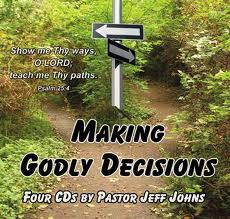 Show me Thy ways,
O LORD;
teach me Thy paths.
Psalm 25:4
Making
Godly Decisions
Four CDs by Pastor Jeff Johns